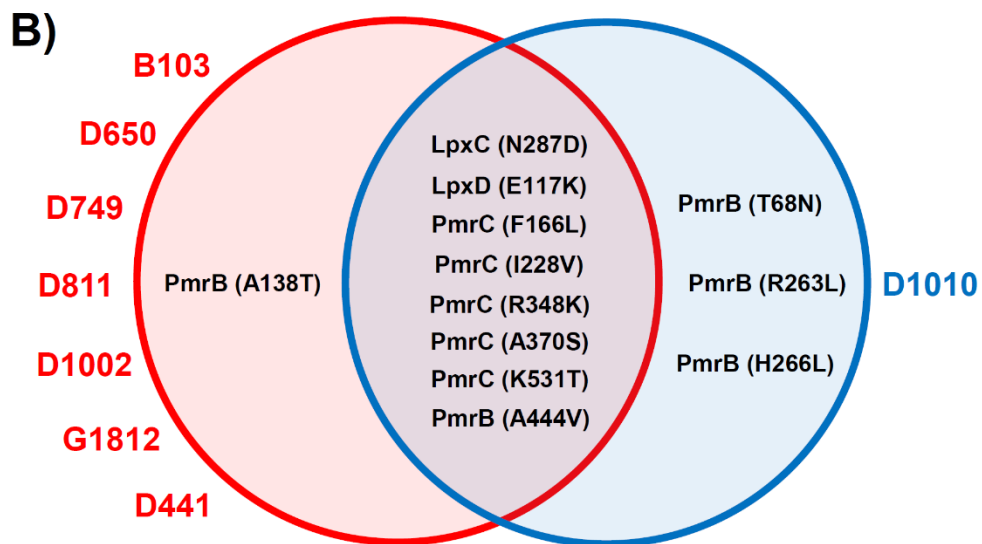 B)
B103
D650
D749
D811
D1002
G1812
D441
PmrB (A138T)
LpxC (N287D)
LpxD (E117K)
PmrC (F166L)
PmrC (I228V)
PmrC (R348K)
PmrC (A370S)
PmrC (K531T)
PmrB (A444V)
PmrB (T68N)
PmrB (R263L)
PmrB (H266L)
D1010